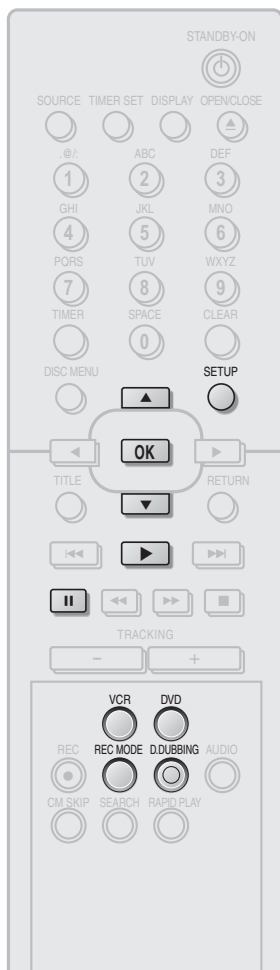 STANDBY-ON
SOURCE TIMER SET DISPLAY OPEN/CLOSE
.@/: ABC DEF
1 2 3
GHI JKL MNO
4 5 6
PQRS TUV WXYZ
7 8 9
TIMER SPACE CLEAR
0
DISC MENU SETUP
OK
TITLE RETURN
TRACKING
− +
VCR DVD
REC REC MODE D.DUBBING AUDIO
CM SKIP SEARCH RAPID PLAY